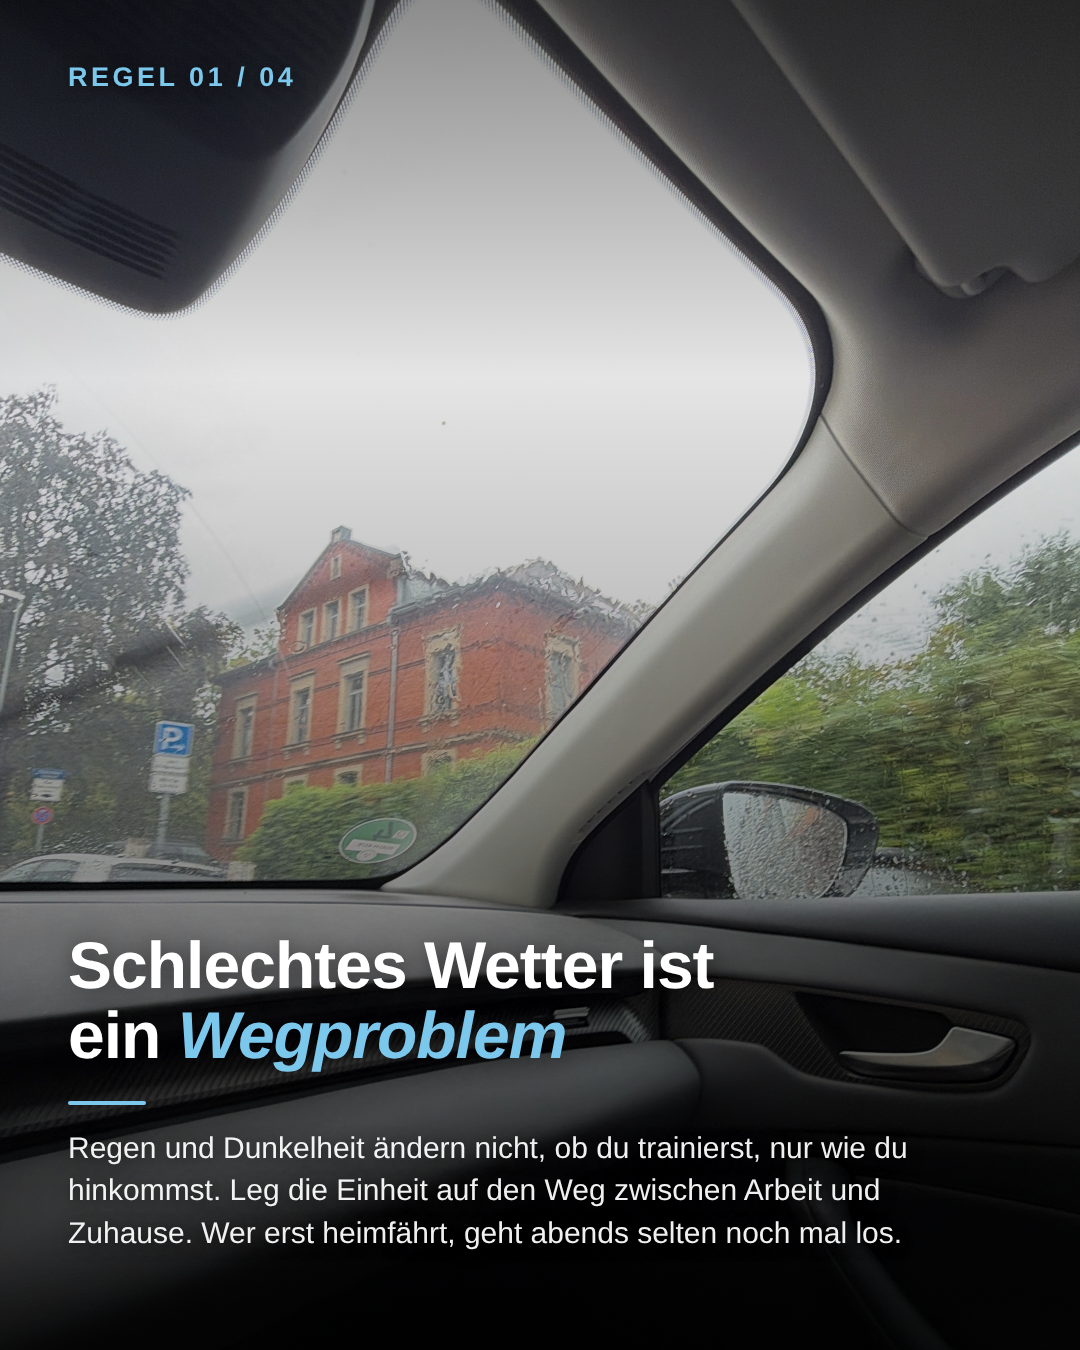 REGEL 01 / 04
P
Schlechtes Wetter ist
ein Wegproblem
Regen und Dunkelheit ändern nicht, ob du trainierst, nur wie du
hinkommst. Leg die Einheit auf den Weg zwischen Arbeit und
Zuhause. Wer erst heimfährt, geht abends selten noch mal los.